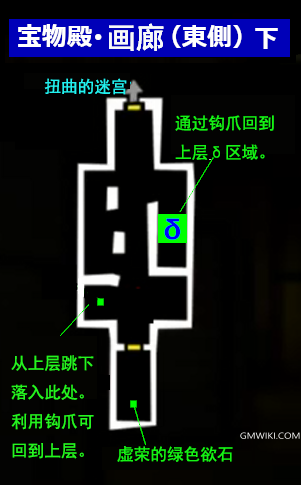 宝物殿·画廊（東側）下
扭曲的迷宫
通过钩爪回到
上层δ区域。
δ
从上层跳下
落入此处。
利用钩爪可
回到上层。
GMWIKI.COM
虚荣的绿色欲石